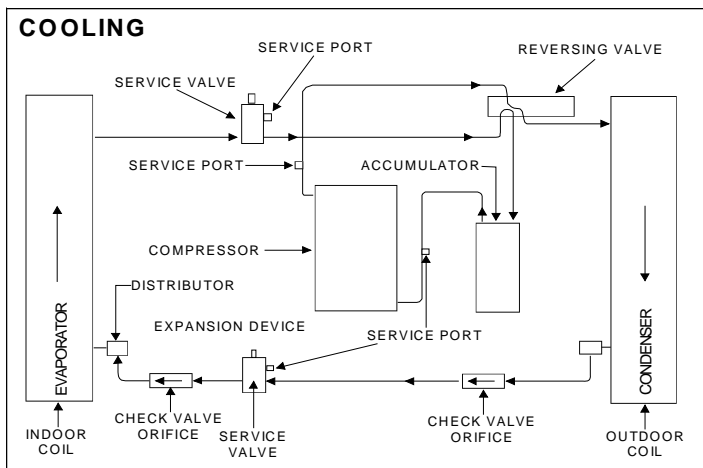 COOLING
SERVICE PORT
REVERSING VALVE
SERVICE VALVE
SERVICE PORT
ACCUMULATOR
COMPRESSOR
DISTRIBUTOR
EXPANSION DEVICE
SERVICE PORT
EVAPORATOR
CONDENSER
CHECK VALVE
ORIFICE
SERVICE
VALVE
CHECK VALVE
ORIFICE
INDOOR
COIL
OUTDOOR
COIL